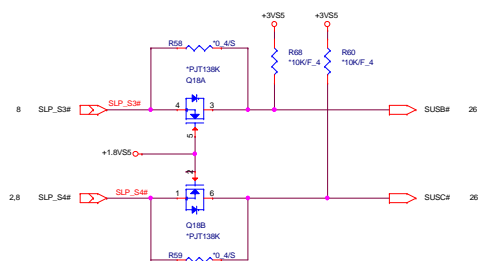 +3VS5 +3VS5
R58 *0_4/S
R68 R60
*10K/F_4 *10K/F_4
*PJT138K
Q18A
8 SLP_S3# SLP_S3# 4 3 SUSB# 26
5
+1.8VS5
2
2,8 SLP_S4# SLP_S4# 1 6 SUSC# 26
Q18B
*PJT138K
R59 *0_4/S